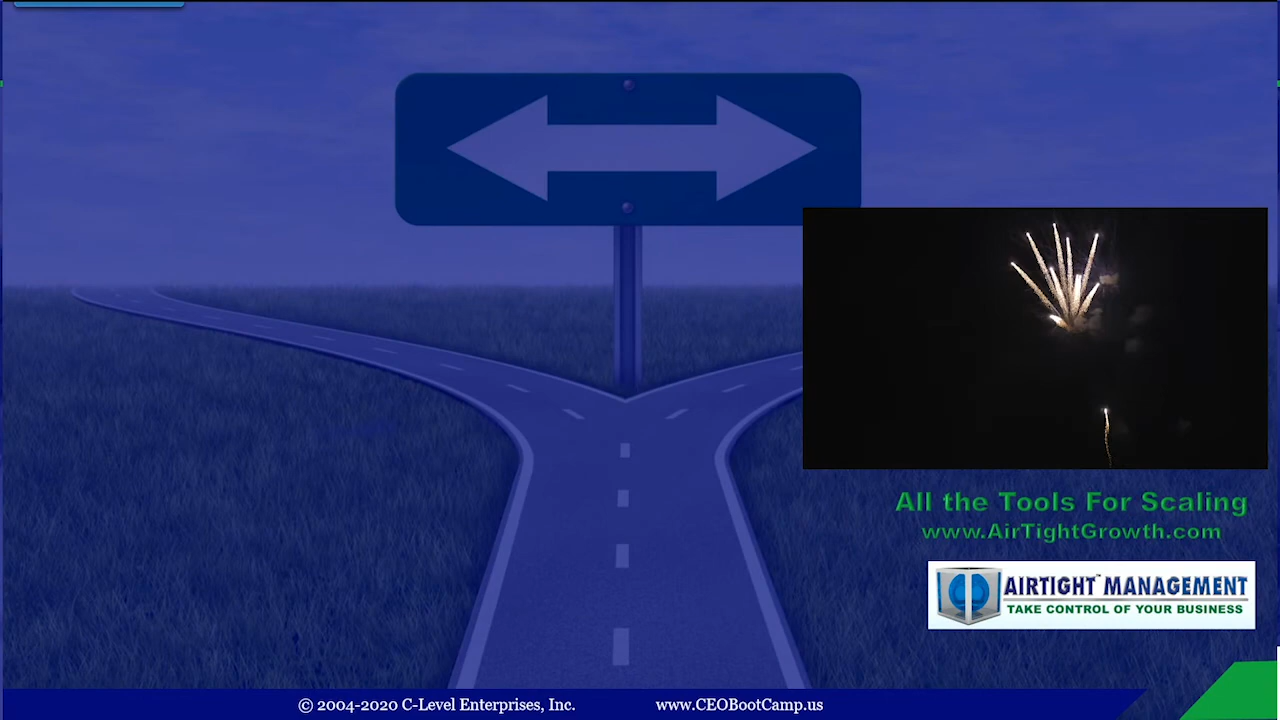 All the Tools For Scaling
www.AirTightGrowth.com
AIRTIGHT™ MANAGEMENT
TAKE CONTROL OF YOUR BUSINESS
© 2004-2020 C-Level Enterprises, Inc. www.CEOBootCamp.us